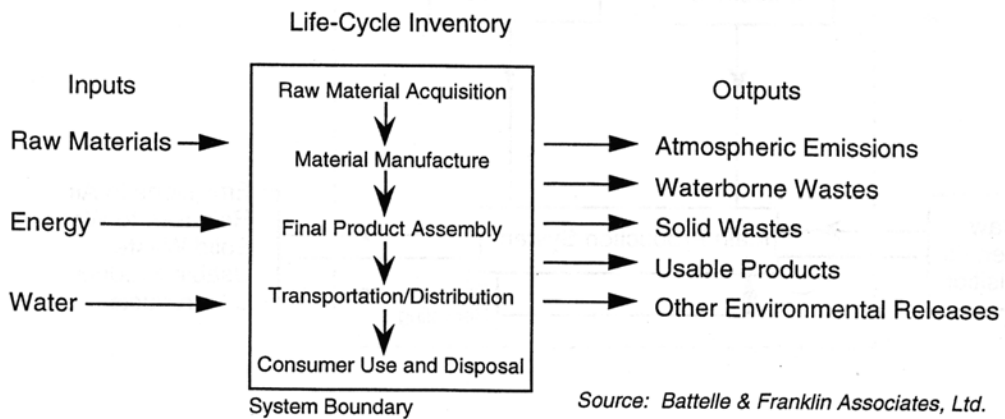 Life-Cycle Inventory
Inputs
Raw Materials
Energy
Water
Raw Material Acquisition
Material Manufacture
Final Product Assembly
Transportation/Distribution
Consumer Use and Disposal
System Boundary
Outputs
Atmospheric Emissions
Waterborne Wastes
Solid Wastes
Usable Products
Other Environmental Releases
Source: Battelle & Franklin Associates, Ltd.